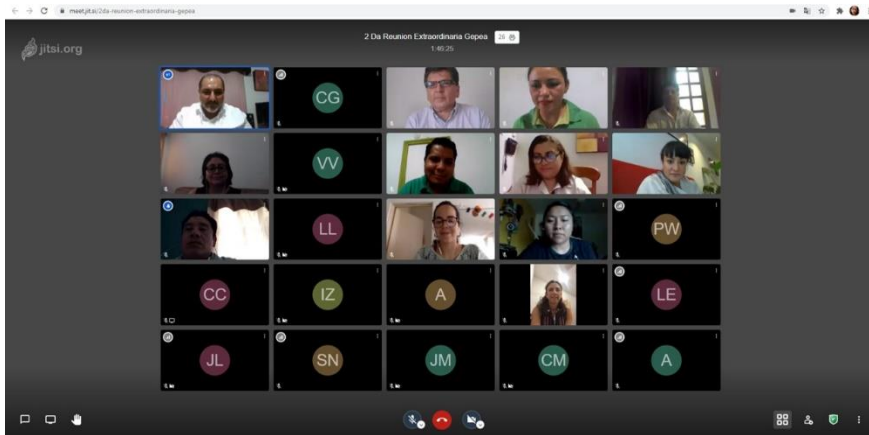 meet.jit.si/2da-reunion-extraordinaria-gepea
jitsi.org
2 Da Reunion Extraordinaria Gepea 26
1:46:25
CG
VV
LL
PW
CC
IZ
A
LE
JL
SN
JM
CM
A